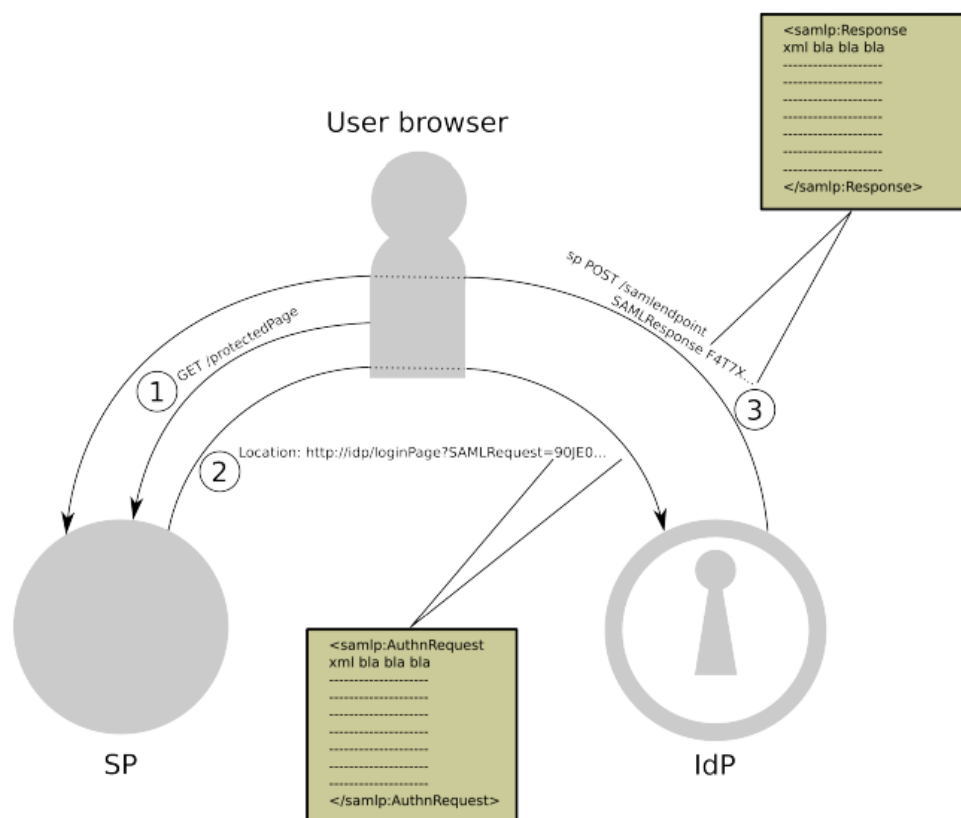 <samlp:Response
xml bla bla bla
--------------------
--------------------
--------------------
--------------------
--------------------
--------------------
--------------------
</samlp:Response>
User browser
sp POST /samlendpoint
SAMLResponse F4T7X...
GET /protectedPage
1
3
2
Location: http://idp/loginPage?SAMLRequest=90JE0...
<samlp:AuthnRequest
xml bla bla bla
--------------------
--------------------
--------------------
--------------------
--------------------
--------------------
--------------------
</samlp:AuthnRequest>
SP
IdP